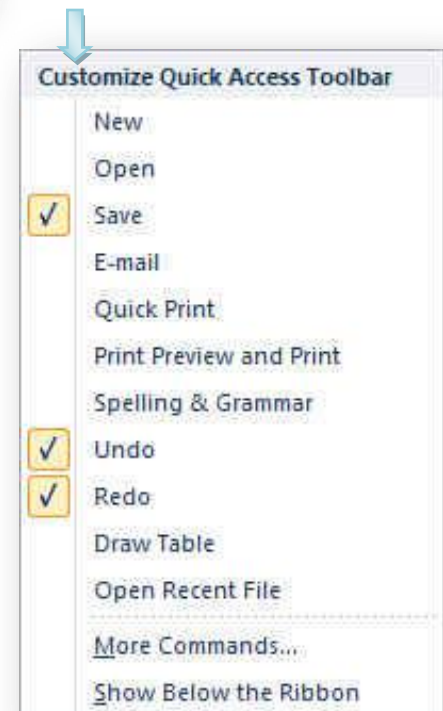 Customize Quick Access Toolbar
New
Open
Save
E-mail
Quick Print
Print Preview and Print
Spelling & Grammar
Undo
Redo
Draw Table
Open Recent File
More Commands...
Show Below the Ribbon